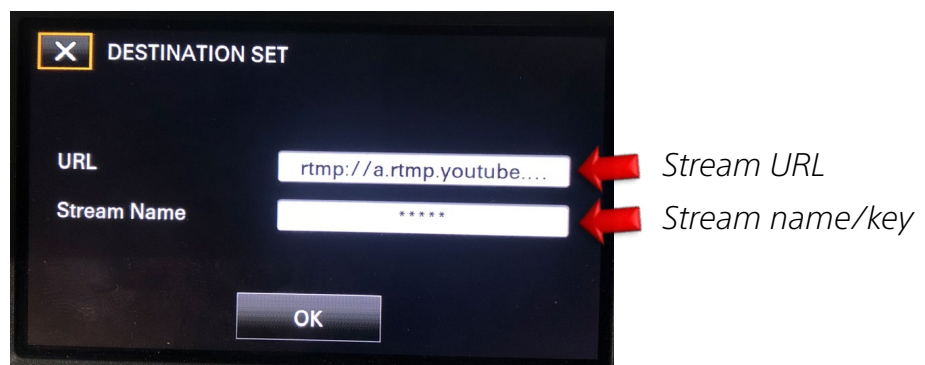 DESTINATION SET
URL
rtmp://a.rtmp.youtube....
Stream URL
Stream Name
*****
Stream name/key
OK